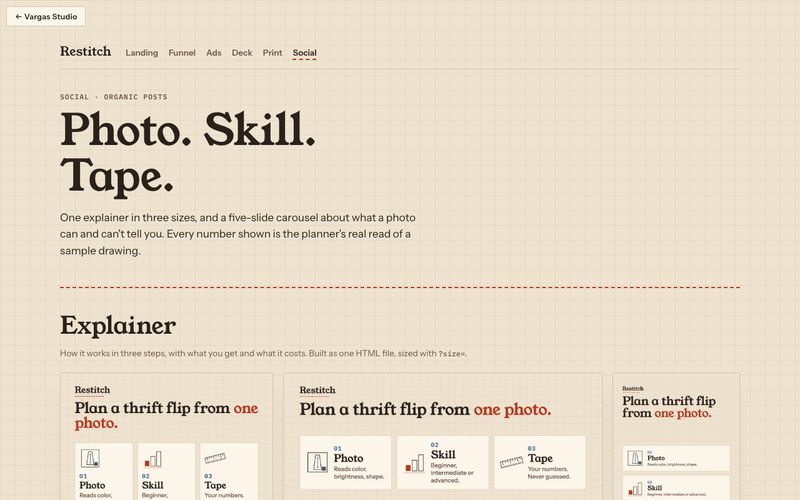 ← Vargas Studio
Restitch Landing Funnel Ads Deck Print Social
SOCIAL · ORGANIC POSTS
Photo. Skill.
Tape.
One explainer in three sizes, and a five-slide carousel about what a photo
can and can't tell you. Every number shown is the planner's real read of a
sample drawing.
Explainer
How it works in three steps, with what you get and what it costs. Built as one HTML file, sized with ?size=.
Restitch
Plan a thrift flip from one
photo.
01
Photo
Reads color,
02
Skill
Beginner,
03
Tape
Your numbers.
Restitch
Plan a thrift flip from one photo.
01
Photo
Reads color,
brightness, shape.
02
Skill
Beginner,
intermediate or
advanced.
03
Tape
Your numbers.
Never guessed.
Restitch
Plan a thrift flip
from one photo.
01
Photo
Reads color, brightness, shape.
02
Skill
Beginner, intermediate or advanced.